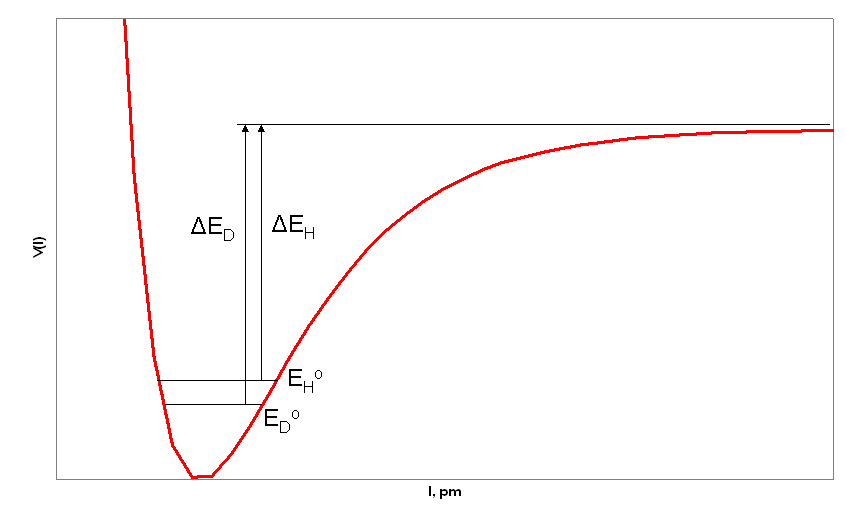 ΔE_D
ΔE_H
E_H^o
E_D^o
V(l)
l, pm